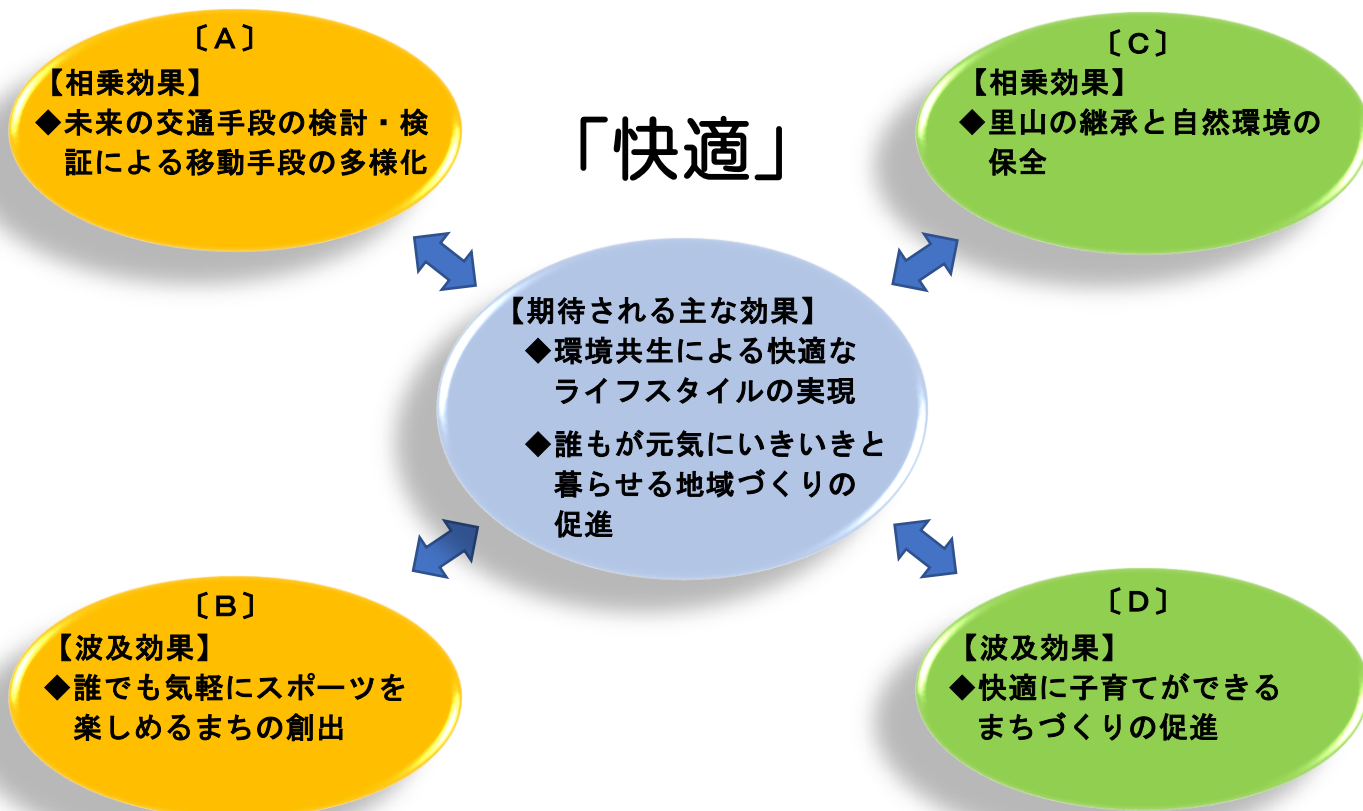 〔A〕
【相乗効果】
◆未来の交通手段の検討・検
証による移動手段の多様化
「快適」
〔C〕
【相乗効果】
◆里山の継承と自然環境の
保全
【期待される主な効果】
◆環境共生による快適な
ライフスタイルの実現
◆誰もが元気にいきいきと
暮らせる地域づくりの
促進
〔B〕
【波及効果】
◆誰でも気軽にスポーツを
楽しめるまちの創出
〔D〕
【波及効果】
◆快適に子育てができる
まちづくりの促進